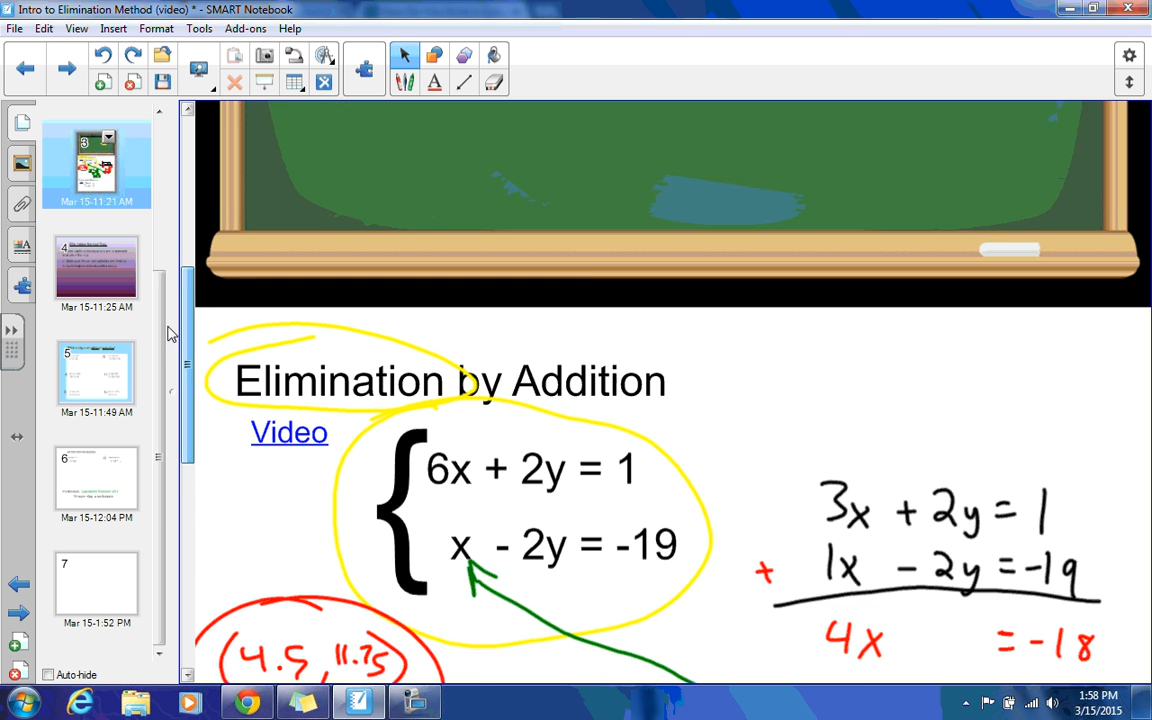 Intro to Elimination Method (video) * - SMART Notebook
File Edit View Insert Format Tools Add-ons Help
3
Mar 15-11:21 AM
4
Mar 15-11:25 AM
5
Mar 15-11:49 AM
6
Mar 15-12:04 PM
7
Mar 15-1:52 PM
Auto-hide
Elimination by Addition
Video
6x + 2y = 1
x - 2y = -19
3x + 2y = 1
+ 1x - 2y = -19
4x = -18
(4.5, 11.75)
1:58 PM
3/15/2015